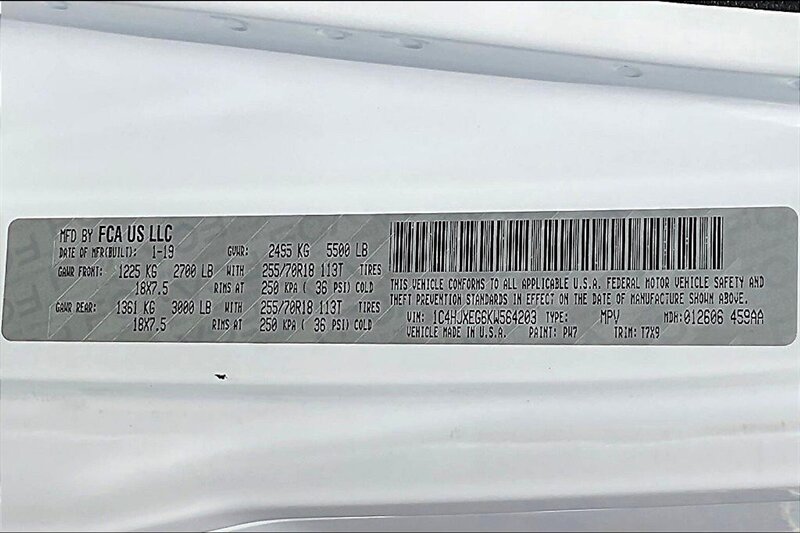 MFD BY FCA US LLC
DATE OF MFR(BUILT): 1-19 GVWR: 2495 KG 5500 LB
GAWR FRONT: 1225 KG 2700 LB WITH 255/70R18 113T TIRES
18X7.5 RIMS AT 250 KPA ( 36 PSI) COLD
GAWR REAR: 1361 KG 3000 LB WITH 255/70R18 113T TIRES
18X7.5 RIMS AT 250 KPA ( 36 PSI) COLD
THIS VEHICLE CONFORMS TO ALL APPLICABLE U.S.A. FEDERAL MOTOR VEHICLE SAFETY AND
THEFT PREVENTION STANDARDS IN EFFECT ON THE DATE OF MANUFACTURE SHOWN ABOVE.
VIN: 1C4HJXEG6KW564203 TYPE: MPV MDH:012606 459AA
VEHICLE MADE IN U.S.A. PAINT: PW7 TRIM: T7X9